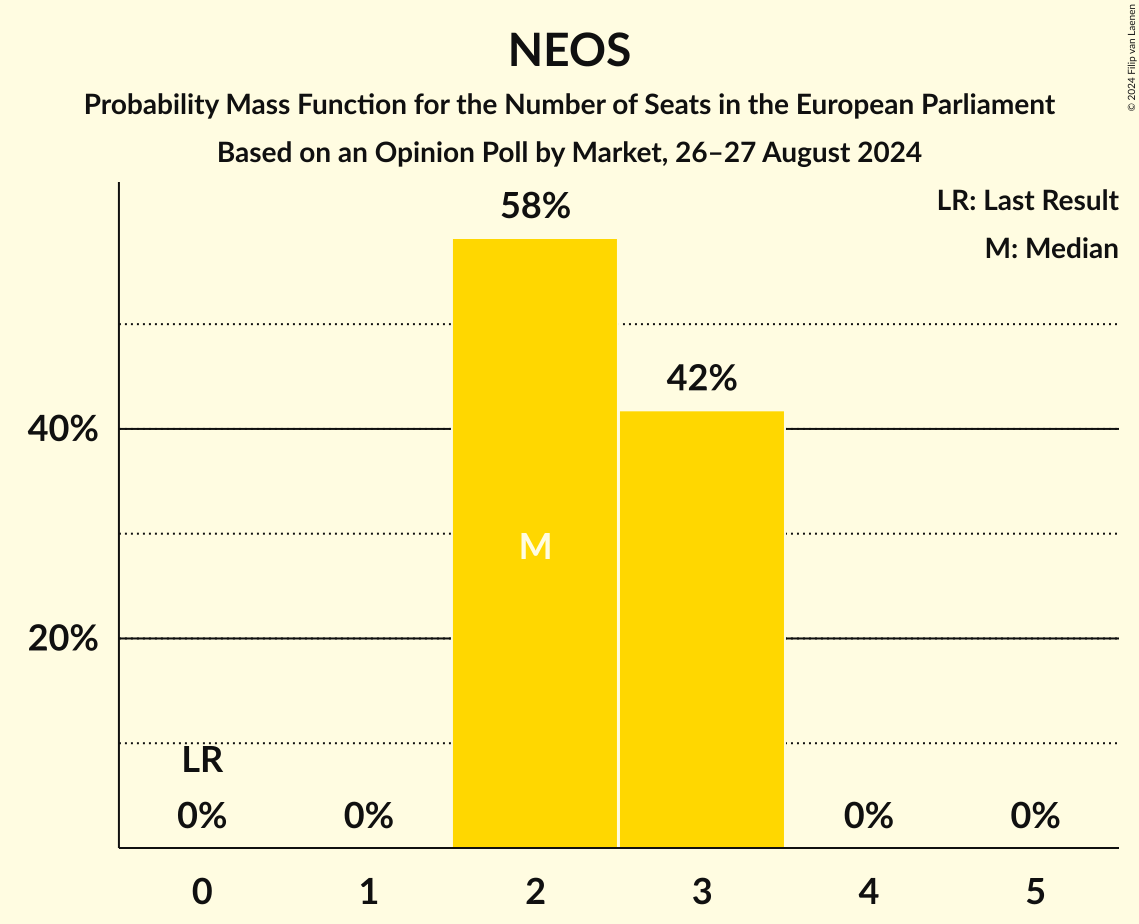 NEOS
Probability Mass Function for the Number of Seats in the European Parliament
Based on an Opinion Poll by Market, 26–27 August 2024
© 2024 Filip van Laenen
LR: Last Result
M: Median
58%
42%
40%
M
20%
LR
0% 0% 0% 0%
0 1 2 3 4 5